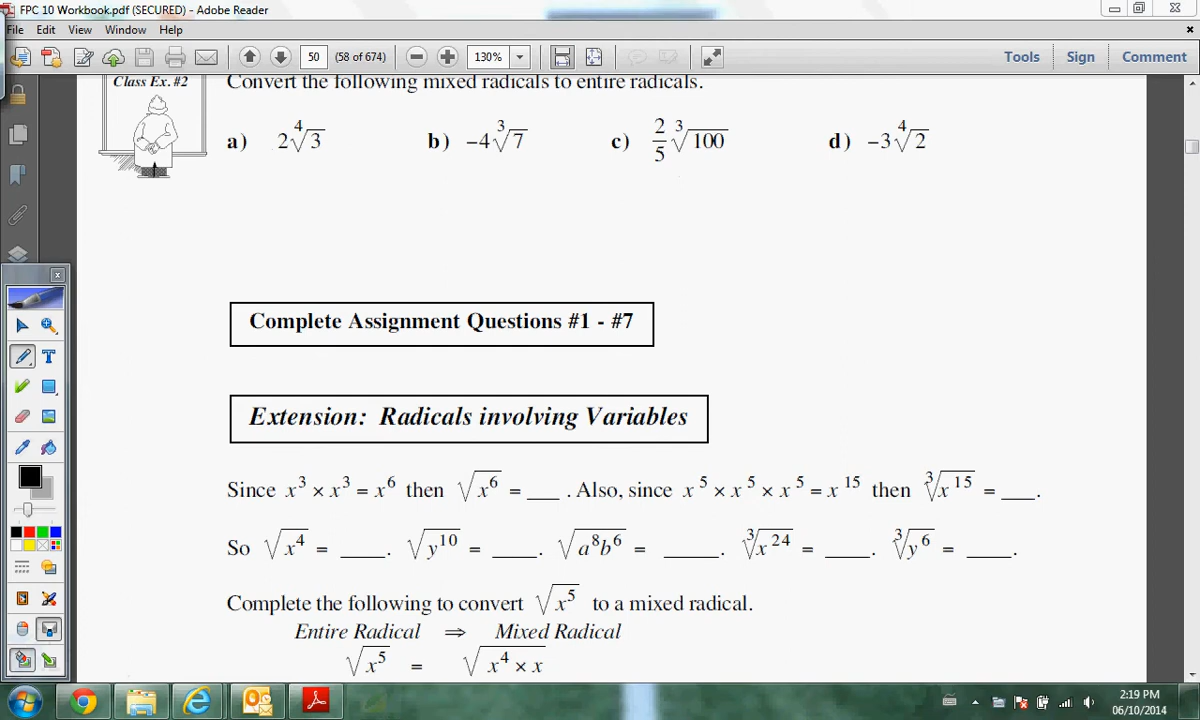 FPC 10 Workbook.pdf (SECURED) - Adobe Reader
File Edit View Window Help
50 (58 of 674) 130% Tools Sign Comment
Class Ex. #2
Convert the following mixed radicals to entire radicals.
a) 2∜3 b) -4∛7 c) 2/5 ∛100 d) -3∜2
Complete Assignment Questions #1 - #7
Extension: Radicals involving Variables
Since x³ × x³ = x⁶ then √x⁶ = ___ . Also, since x⁵ × x⁵ × x⁵ = x¹⁵ then ∛x¹⁵ = ___.
So √x⁴ = ____. √y¹⁰ = ____. √a⁸b⁶ = _____. ∛x²⁴ = ____. ∛y⁶ = ____.
Complete the following to convert √x⁵ to a mixed radical.
Entire Radical ⇒ Mixed Radical
√x⁵ = √x⁴ × x
T
2:19 PM
06/10/2014